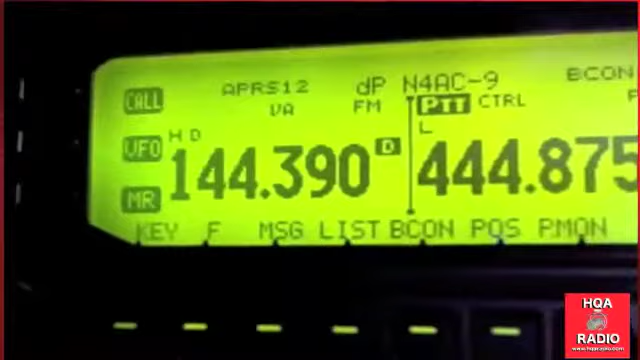 CALL APRS12 dP N4AC-9 BCON
VA FM PTT CTRL
VFO H D L
144.390 D 444.875
MR
KEY F MSG LIST BCON POS P.MON
HQA
RADIO